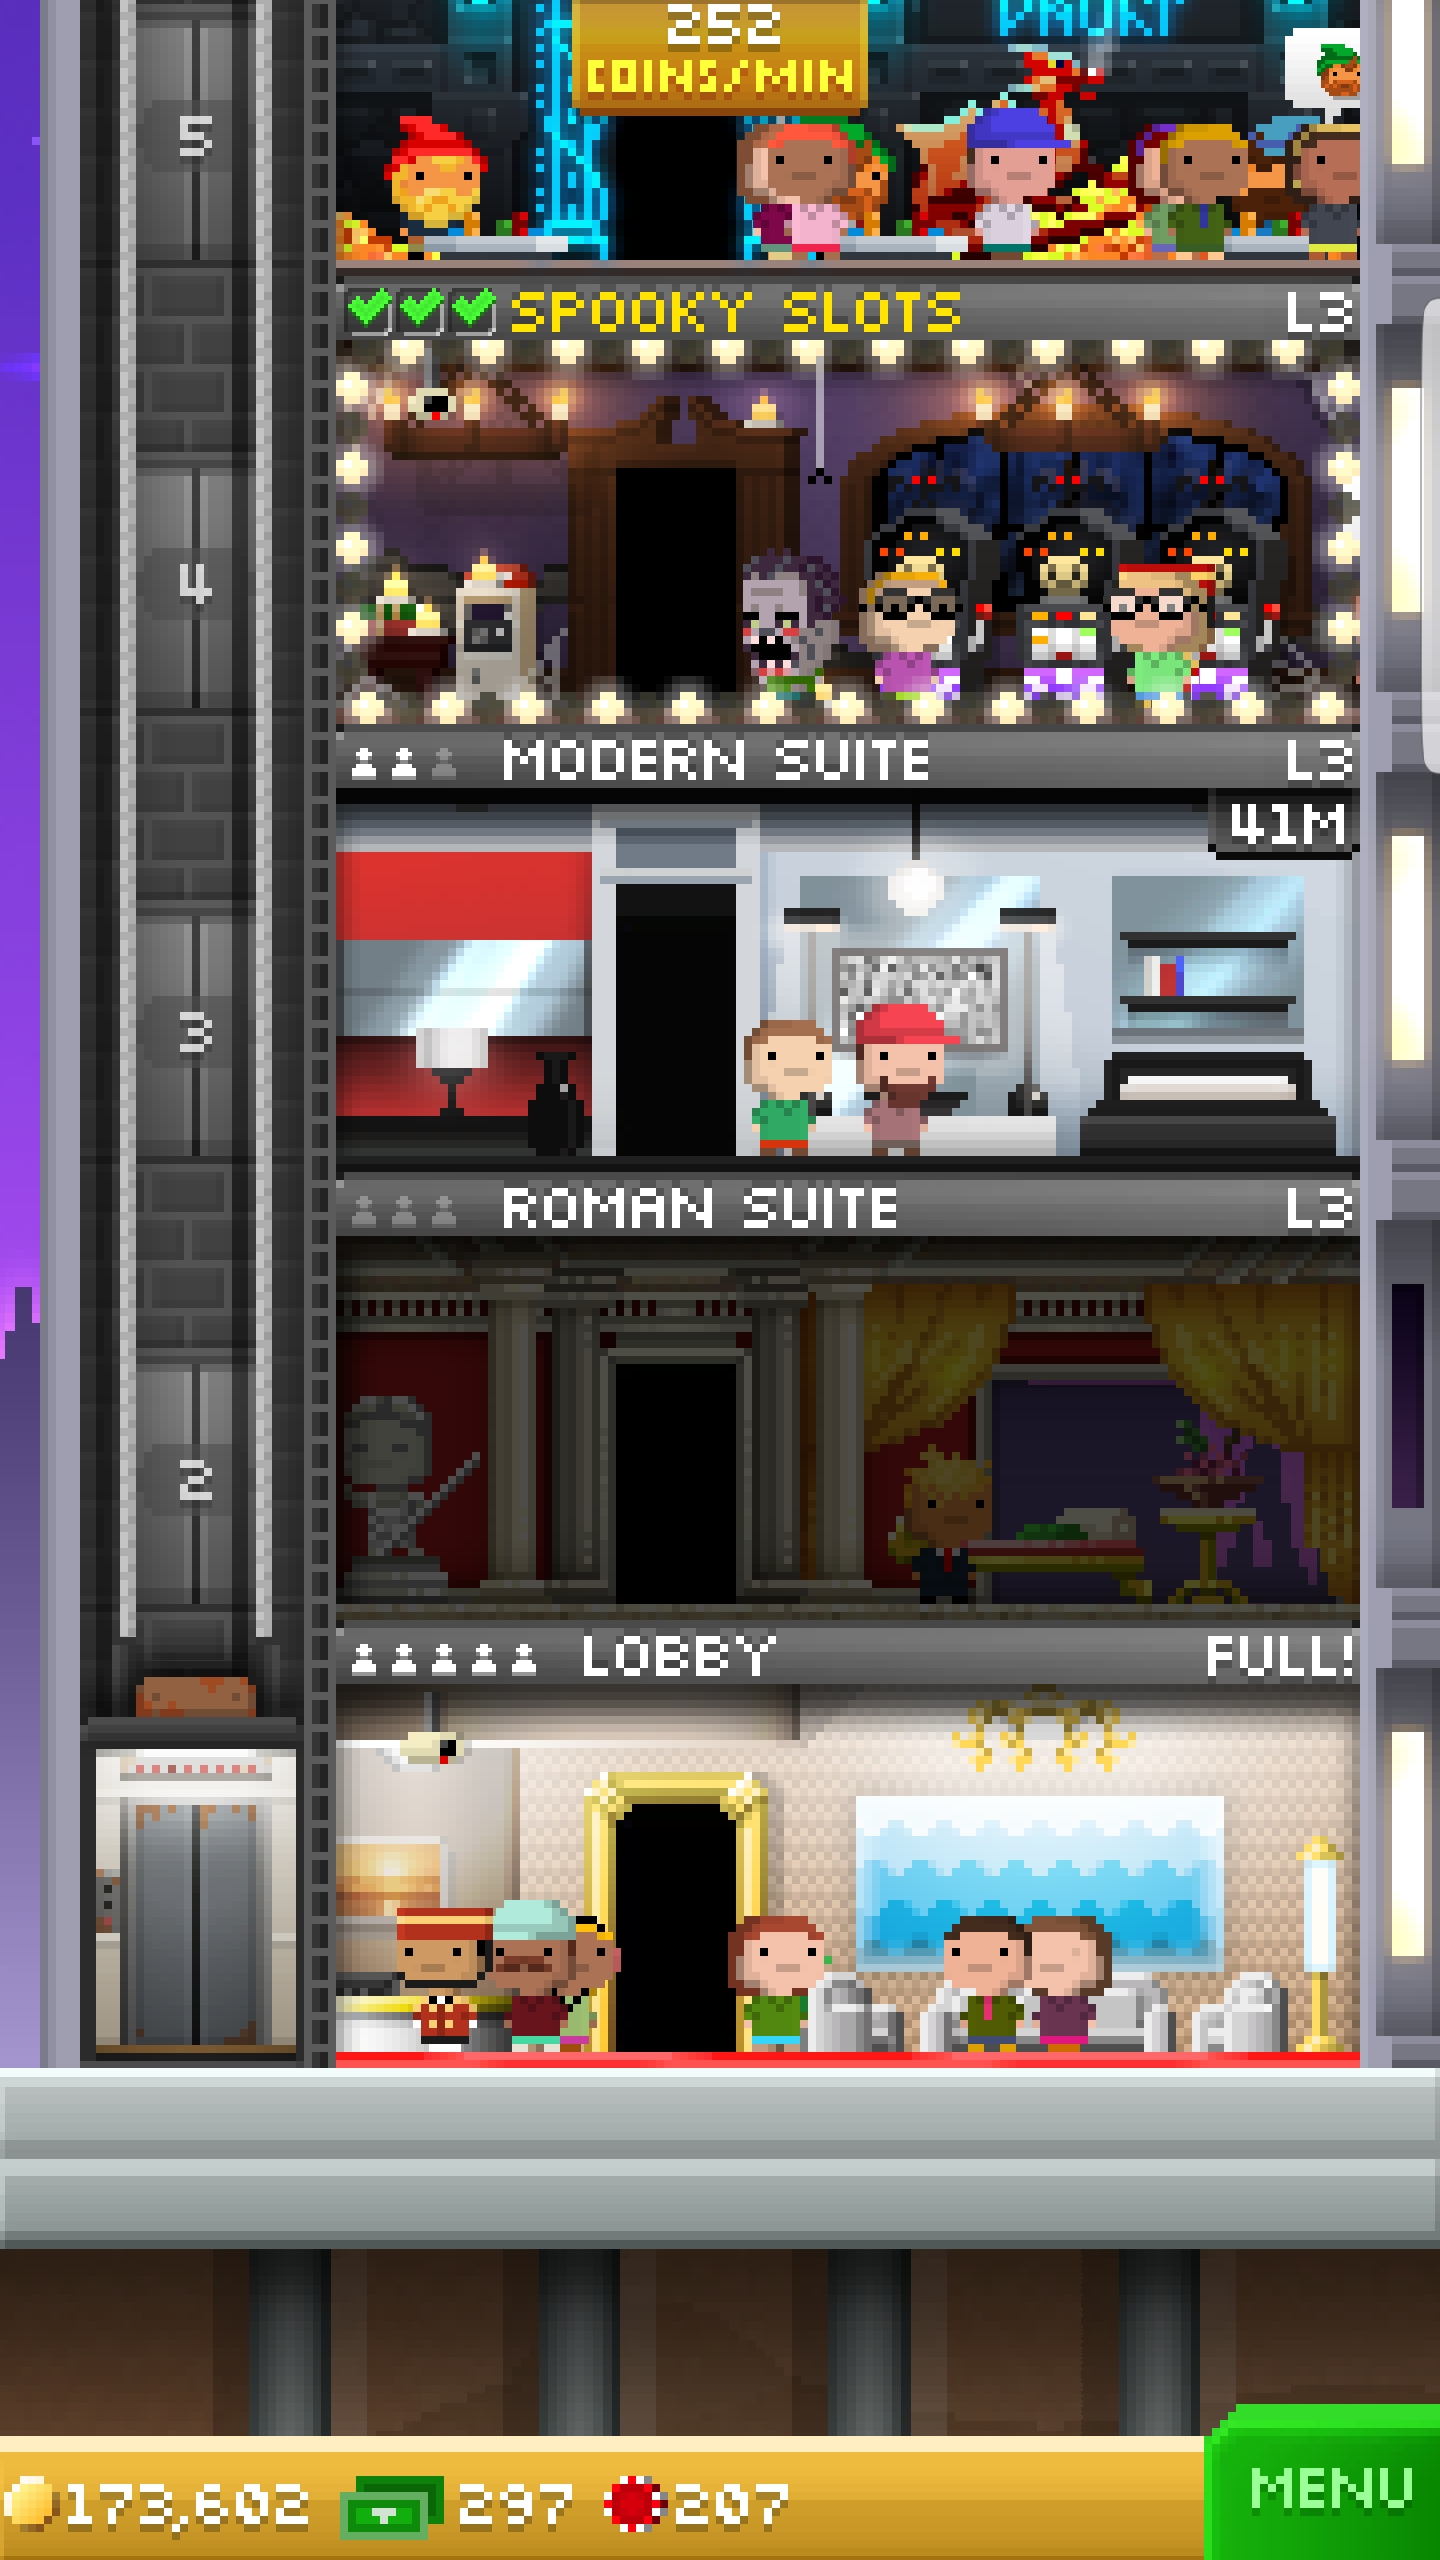 252
COINS/MIN
5
SPOOKY SLOTS L3
4
MODERN SUITE L3
41M
3
ROMAN SUITE L3
2
LOBBY FULL!
173,602 297 207
MENU